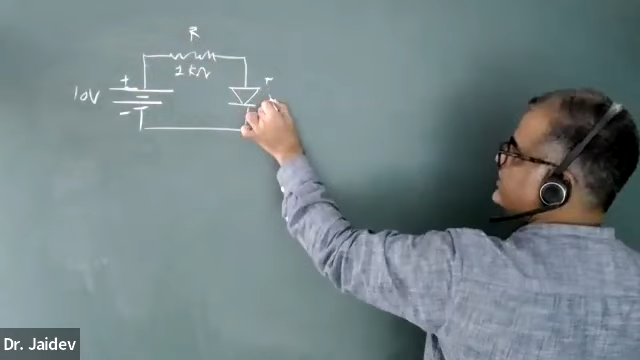 R
1 kΩ
+
10V
-
Dr. Jaidev